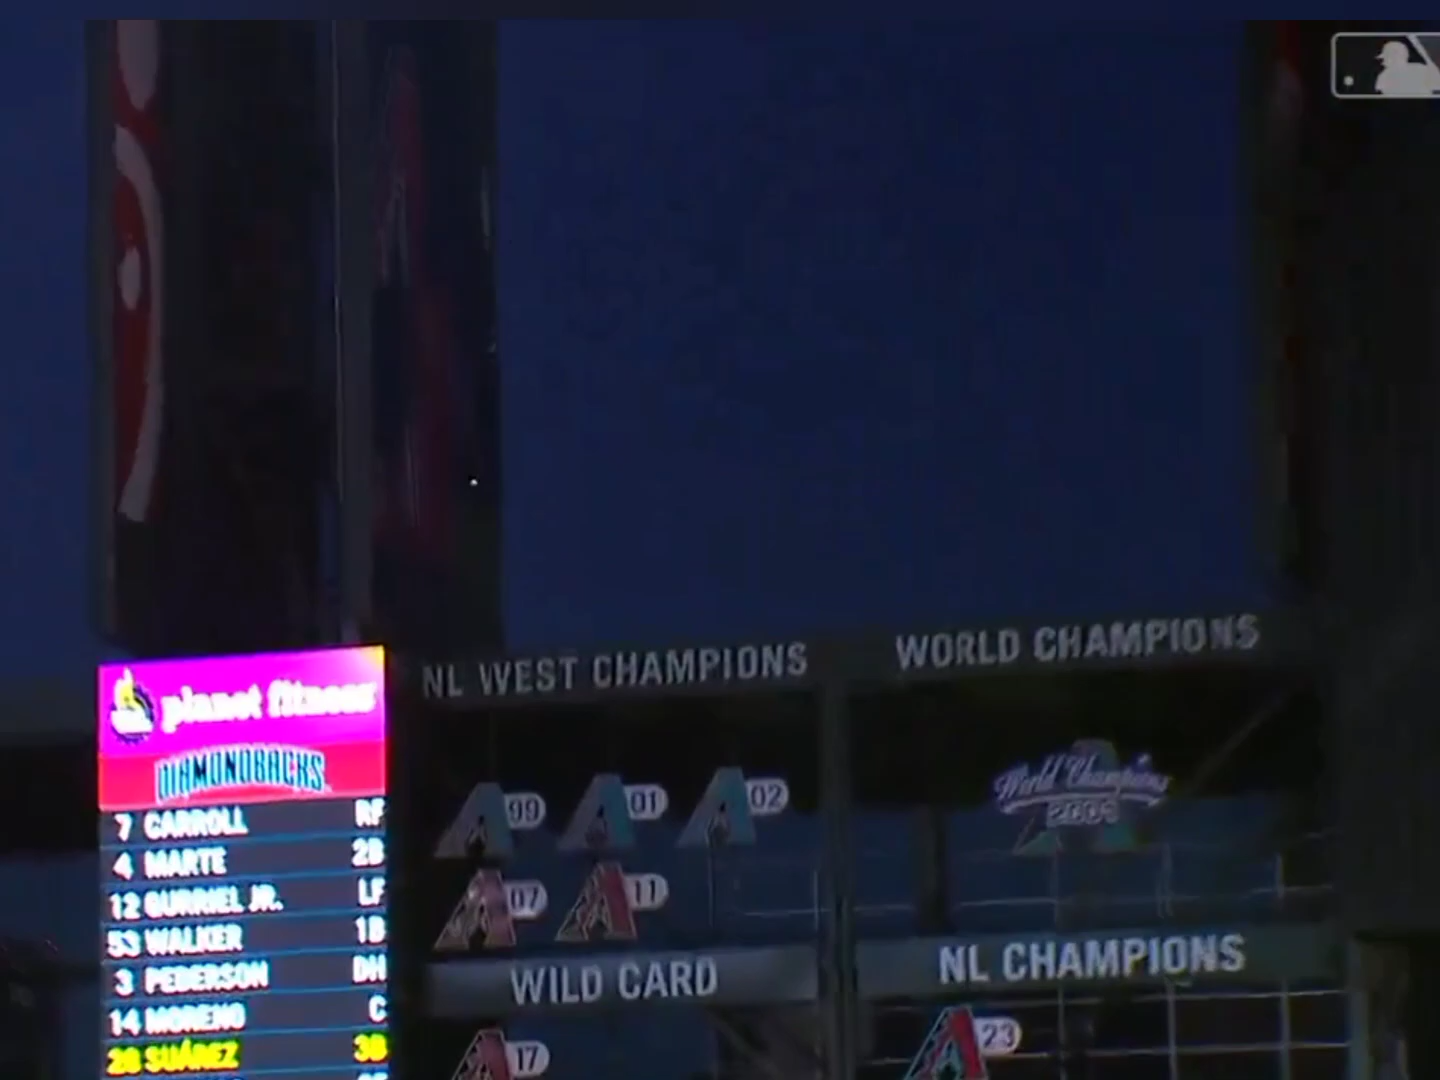 planet fitness
DIAMONDBACKS
7 CARROLL RF
4 MARTE 2B
12 GURRIEL JR. LF
53 WALKER 1B
3 PEDERSON DH
14 MORENO C
28 SUÁREZ 3B
NL WEST CHAMPIONS
99 01 02
07 11
WILD CARD
17
WORLD CHAMPIONS
World Champions
2001
NL CHAMPIONS
23